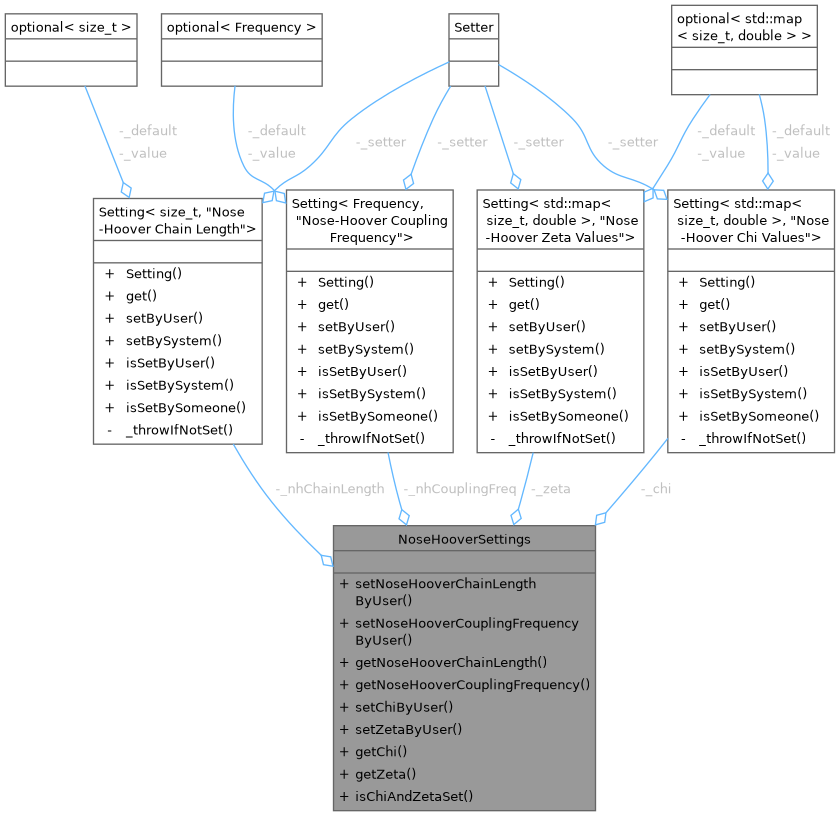 optional< size_t >
optional< Frequency >
Setter
optional< std::map
< size_t, double > >
-_default
-_value
-_default
-_value
-_setter
-_setter
-_setter
-_setter
-_default
-_value
-_default
-_value
Setting< size_t, "Nose
-Hoover Chain Length">
+ Setting()
+ get()
+ setByUser()
+ setBySystem()
+ isSetByUser()
+ isSetBySystem()
+ isSetBySomeone()
- _throwIfNotSet()
Setting< Frequency,
"Nose-Hoover Coupling
Frequency">
+ Setting()
+ get()
+ setByUser()
+ setBySystem()
+ isSetByUser()
+ isSetBySystem()
+ isSetBySomeone()
- _throwIfNotSet()
Setting< std::map<
size_t, double >, "Nose
-Hoover Zeta Values">
+ Setting()
+ get()
+ setByUser()
+ setBySystem()
+ isSetByUser()
+ isSetBySystem()
+ isSetBySomeone()
- _throwIfNotSet()
Setting< std::map<
size_t, double >, "Nose
-Hoover Chi Values">
+ Setting()
+ get()
+ setByUser()
+ setBySystem()
+ isSetByUser()
+ isSetBySystem()
+ isSetBySomeone()
- _throwIfNotSet()
-_nhChainLength
-_nhCouplingFreq
-_zeta
-_chi
NoseHooverSettings
+ setNoseHooverChainLength
ByUser()
+ setNoseHooverCouplingFrequency
ByUser()
+ getNoseHooverChainLength()
+ getNoseHooverCouplingFrequency()
+ setChiByUser()
+ setZetaByUser()
+ getChi()
+ getZeta()
+ isChiAndZetaSet()